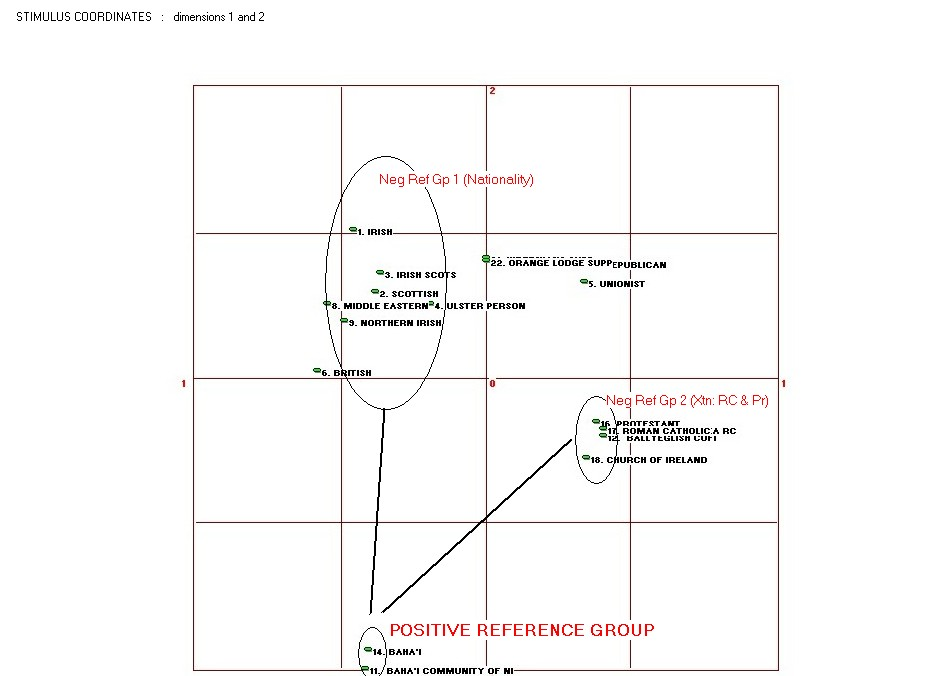 STIMULUS COORDINATES : dimensions 1 and 2
2
Neg Ref Gp 1 (Nationality)
1. IRISH
22. ORANGE LODGE SUPP
EPUBLICAN
3. IRISH SCOTS
5. UNIONIST
2. SCOTTISH
8. MIDDLE EASTERN
4. ULSTER PERSON
9. NORTHERN IRISH
6. BRITISH
1
0
1
Neg Ref Gp 2 (Xtn: RC & Pr)
16. PROTESTANT
17. ROMAN CATHOLIC
A RC
18. CHURCH OF IRELAND
POSITIVE REFERENCE GROUP
14. BAHA'I
11. BAHA'I COMMUNITY OF NI